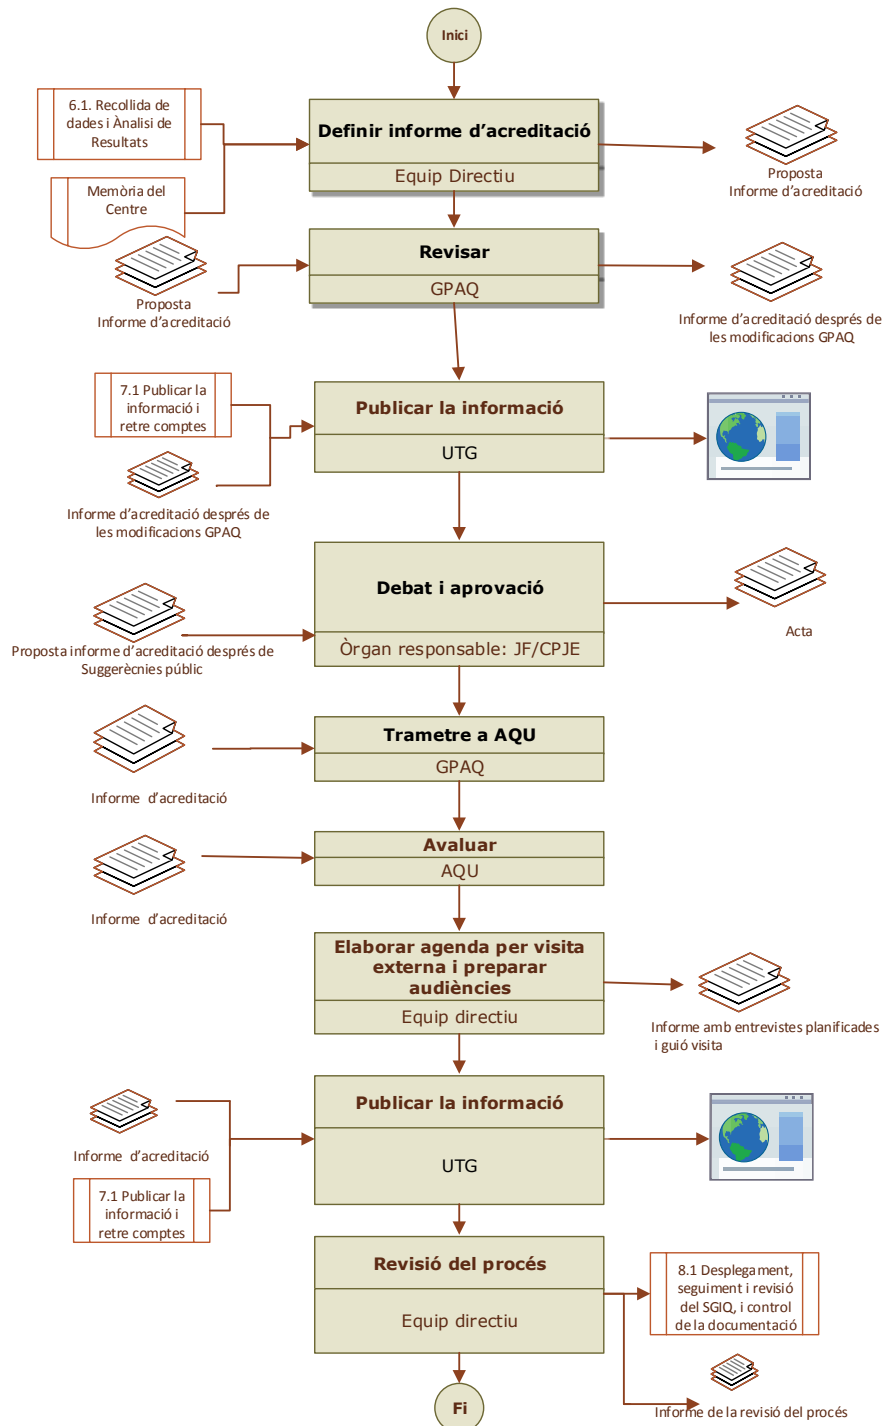 Inici
6.1. Recollida de
dades i Ànalisi de
Resultats
Definir informe d’acreditació
Equip Directiu
Proposta
Informe d’acreditació
Memòria del
Centre
Revisar
GPAQ
Proposta
Informe d’acreditació
Informe d’acreditació després de
les modificacions GPAQ
7.1 Publicar la
informació i
retre comptes
Publicar la informació
UTG
Informe d’acreditació després de
les modificacions GPAQ
Debat i aprovació
Òrgan responsable: JF/CPJE
Acta
Proposta informe d’acreditació després de
Suggerècnies públic
Trametre a AQU
GPAQ
Informe d’acreditació
Avaluar
AQU
Informe d’acreditació
Elaborar agenda per visita
externa i preparar
audiències
Equip directiu
Informe amb entrevistes planificades
i guió visita
Publicar la informació
UTG
Informe d’acreditació
7.1 Publicar la
informació i
retre comptes
Revisió del procés
Equip directiu
8.1 Desplegament,
seguiment i revisió
del SGIQ, i control
de la documentació
Informe de la revisió del procés
Fi